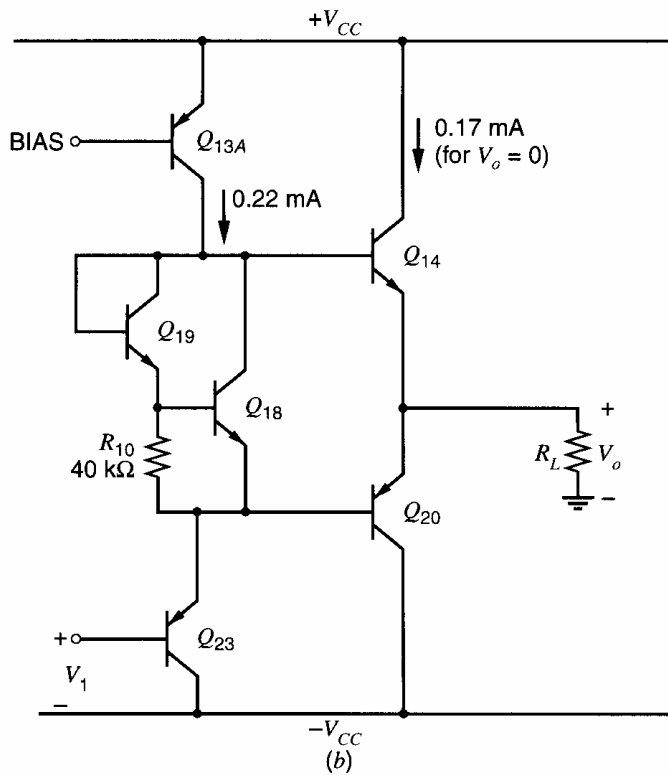 +V_CC
BIAS
Q_13A
0.17 mA
(for V_o = 0)
0.22 mA
Q_14
Q_19
Q_18
R_10
40 kΩ
+
R_L
V_o
–
Q_20
+
Q_23
V_1
–
–V_CC
(b)